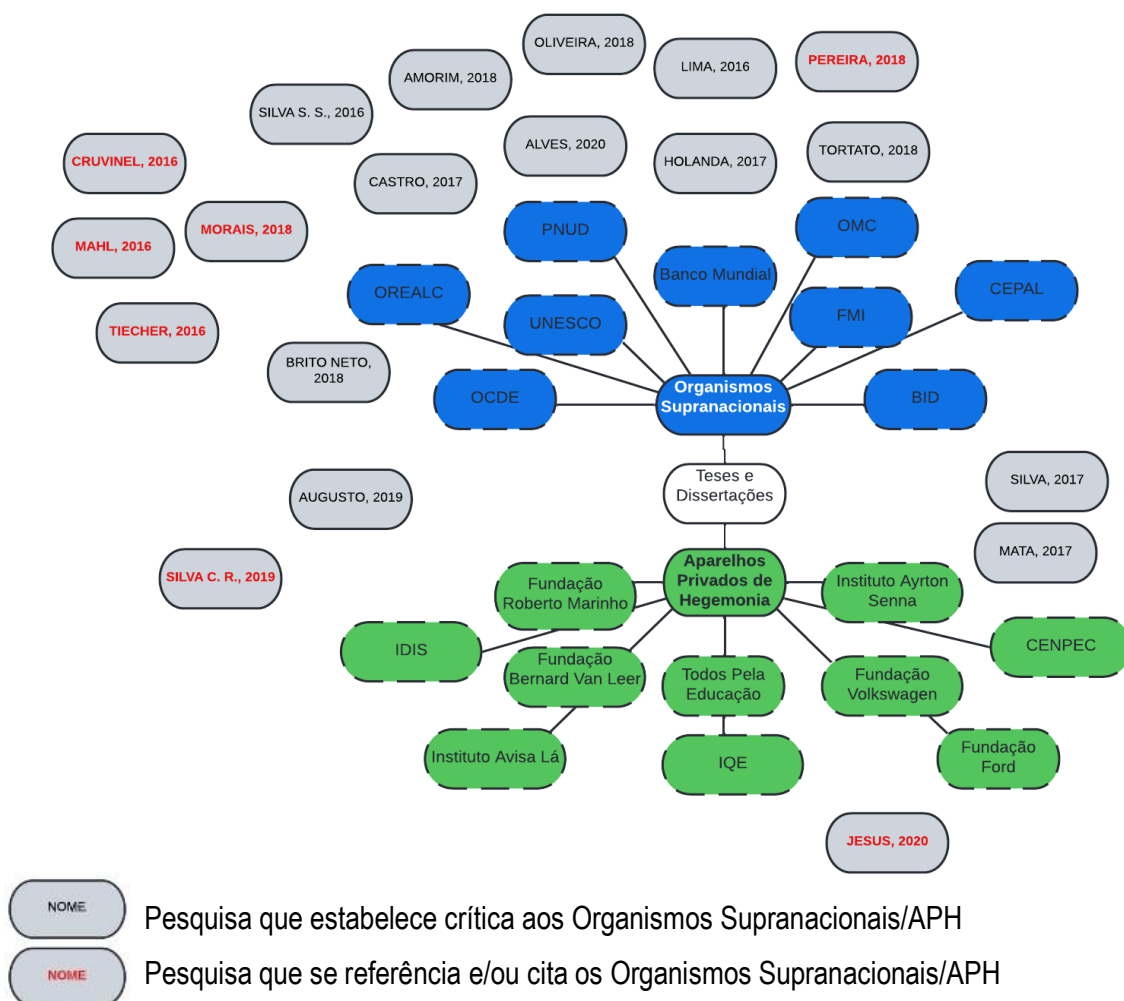 OLIVEIRA, 2018
LIMA, 2016
PEREIRA, 2018
AMORIM, 2018
SILVA S. S., 2016
ALVES, 2020
HOLANDA, 2017
TORTATO, 2018
CRUVINEL, 2016
CASTRO, 2017
MAHL, 2016
MORAIS, 2018
PNUD
OMC
Banco Mundial
OREALC
CEPAL
UNESCO
FMI
TIECHER, 2016
BRITO NETO,
2018
OCDE
Organismos
Supranacionais
BID
Teses e
Dissertações
SILVA, 2017
AUGUSTO, 2019
MATA, 2017
SILVA C. R., 2019
Aparelhos
Privados de
Hegemonia
Fundação
Roberto Marinho
Instituto Ayrton
Senna
IDIS
CENPEC
Fundação
Bernard Van Leer
Todos Pela
Educação
Fundação
Volkswagen
Instituto Avisa Lá
IQE
Fundação
Ford
JESUS, 2020
NOME
Pesquisa que estabelece crítica aos Organismos Supranacionais/APH
NOME
Pesquisa que se referência e/ou cita os Organismos Supranacionais/APH